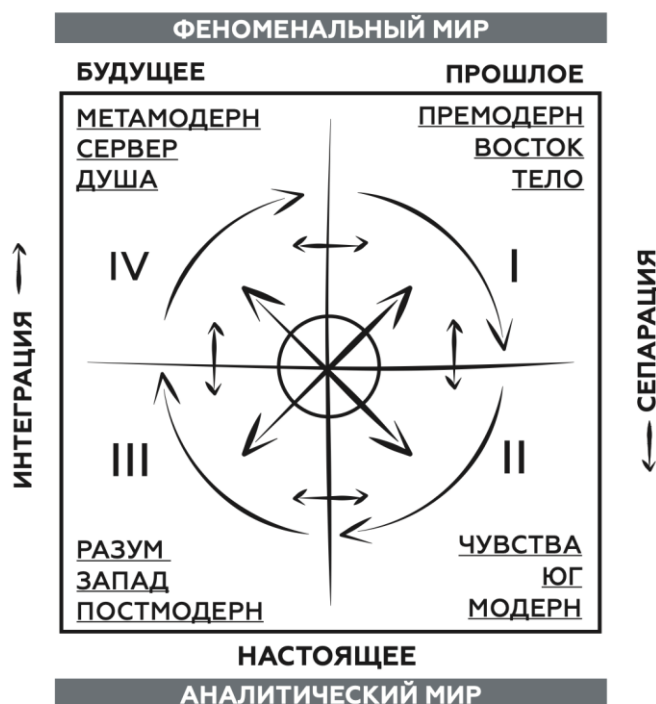 ФЕНОМЕНАЛЬНЫЙ МИР
БУДУЩЕЕ
ПРОШЛОЕ
МЕТАМОДЕРН
СЕРВЕР
ДУША
ПРЕМОДЕРН
ВОСТОК
ТЕЛО
IV
I
ИНТЕГРАЦИЯ
СЕПАРАЦИЯ
III
II
РАЗУМ
ЗАПАД
ПОСТМОДЕРН
ЧУВСТВА
ЮГ
МОДЕРН
НАСТОЯЩЕЕ
АНАЛИТИЧЕСКИЙ МИР